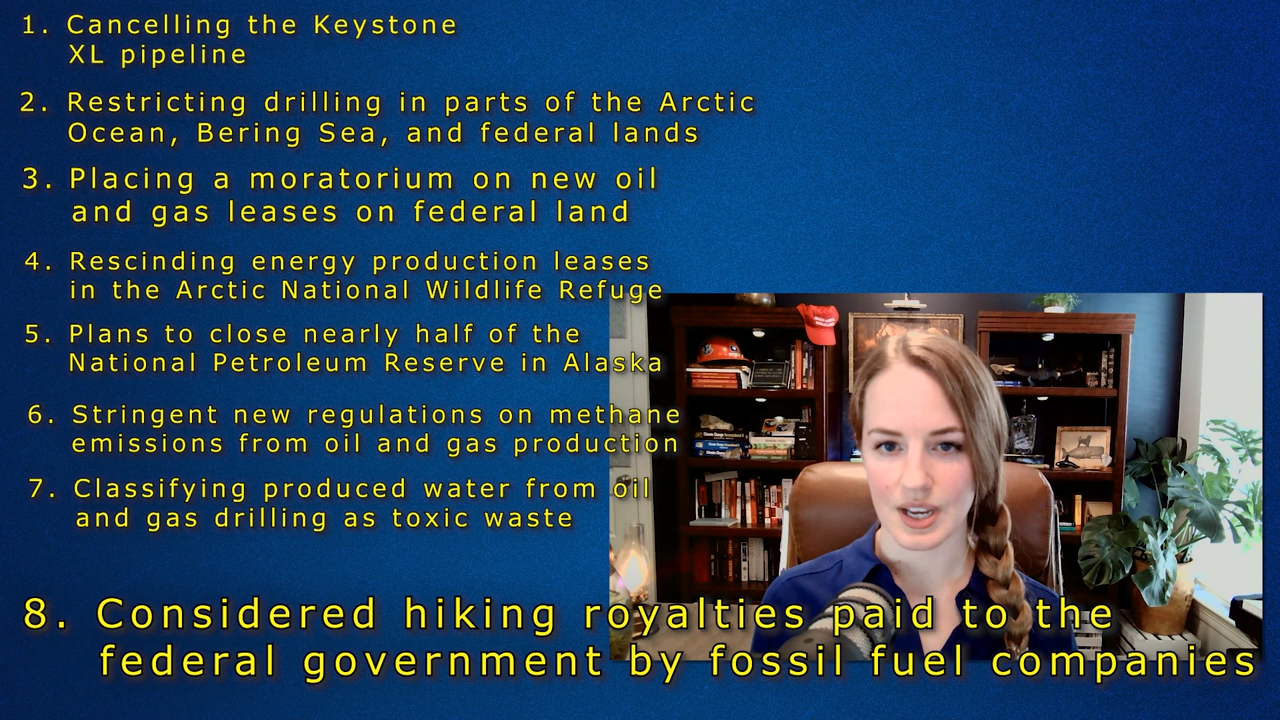 1. Cancelling the Keystone
XL pipeline
2. Restricting drilling in parts of the Arctic
Ocean, Bering Sea, and federal lands
3. Placing a moratorium on new oil
and gas leases on federal land
4. Rescinding energy production leases
in the Arctic National Wildlife Refuge
5. Plans to close nearly half of the
National Petroleum Reserve in Alaska
6. Stringent new regulations on methane
emissions from oil and gas production
7. Classifying produced water from oil
and gas drilling as toxic waste
8. Considered hiking royalties paid to the
federal government by fossil fuel companies